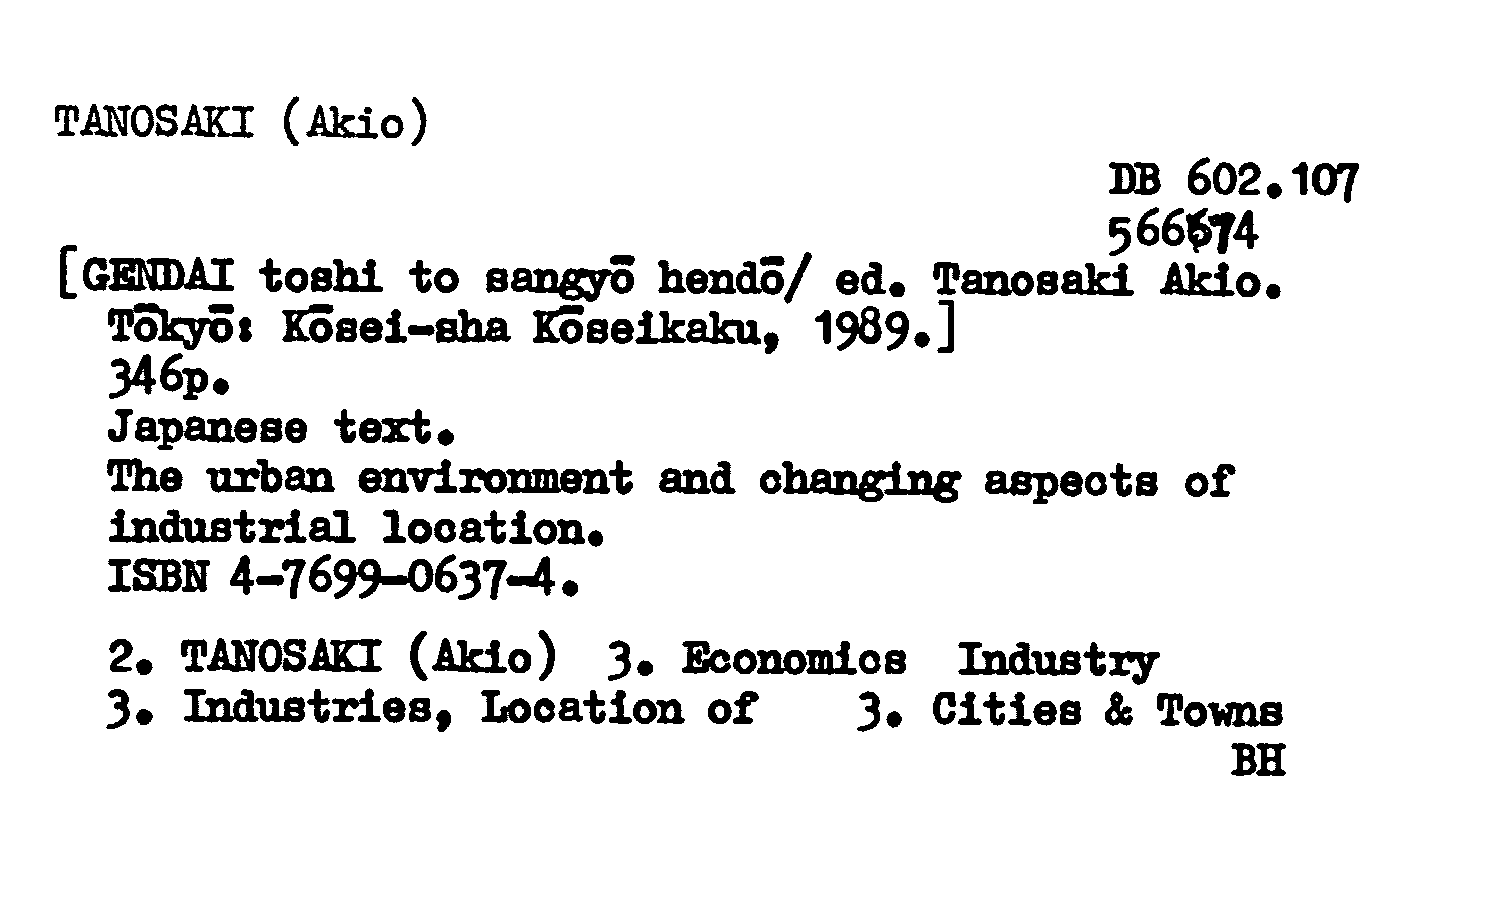 TANOSAKI (Akio)
DB 602.107
[GENDAI toshi to sangyō hendō/ ed. Tanosaki Akio.
Tōkyō: Kōsei-sha Kōseikaku, 1989.]
346p.
Japanese text.
The urban environment and changing aspects of
industrial location.
ISBN 4-7699-0637-4.
2. TANOSAKI (Akio) 3. Economics Industry
3. Industries, Location of 3. Cities & Towns
BH